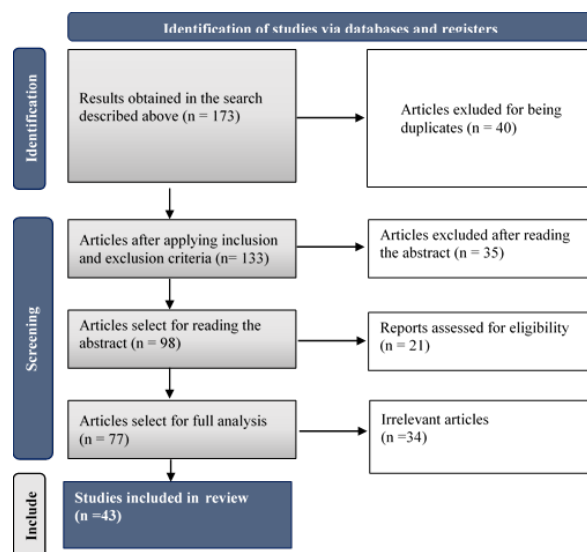 Identification of studies via databases and registers
Identification
Results obtained in the search
described above (n = 173)
Articles exluded for being
duplicates (n = 40)
Screening
Articles after applying inclusion
and exclusion criteria (n= 133)
Articles excluded after reading
the abstract (n = 35)
Articles select for reading the
abstract (n = 98)
Reports assessed for eligibility
(n = 21)
Articles select for full analysis
(n = 77)
Irrelevant articles
(n =34)
Include
Studies included in review
(n =43)